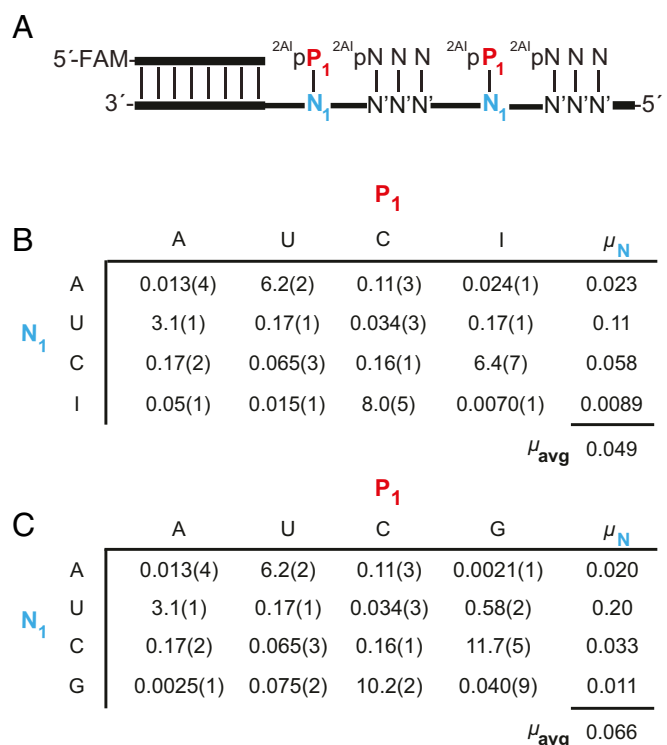 A
2AIpP1 2AIpN N N 2AIpP1 2AIpN N N
5´-FAM-
3´- N1 N'N'N' N1 N'N'N' -5´
P1
B A U C I μN
A 0.013(4) 6.2(2) 0.11(3) 0.024(1) 0.023
U 3.1(1) 0.17(1) 0.034(3) 0.17(1) 0.11
N1
C 0.17(2) 0.065(3) 0.16(1) 6.4(7) 0.058
I 0.05(1) 0.015(1) 8.0(5) 0.0070(1) 0.0089
μavg 0.049
P1
C A U C G μN
A 0.013(4) 6.2(2) 0.11(3) 0.0021(1) 0.020
U 3.1(1) 0.17(1) 0.034(3) 0.58(2) 0.20
N1
C 0.17(2) 0.065(3) 0.16(1) 11.7(5) 0.033
G 0.0025(1) 0.075(2) 10.2(2) 0.040(9) 0.011
μavg 0.066